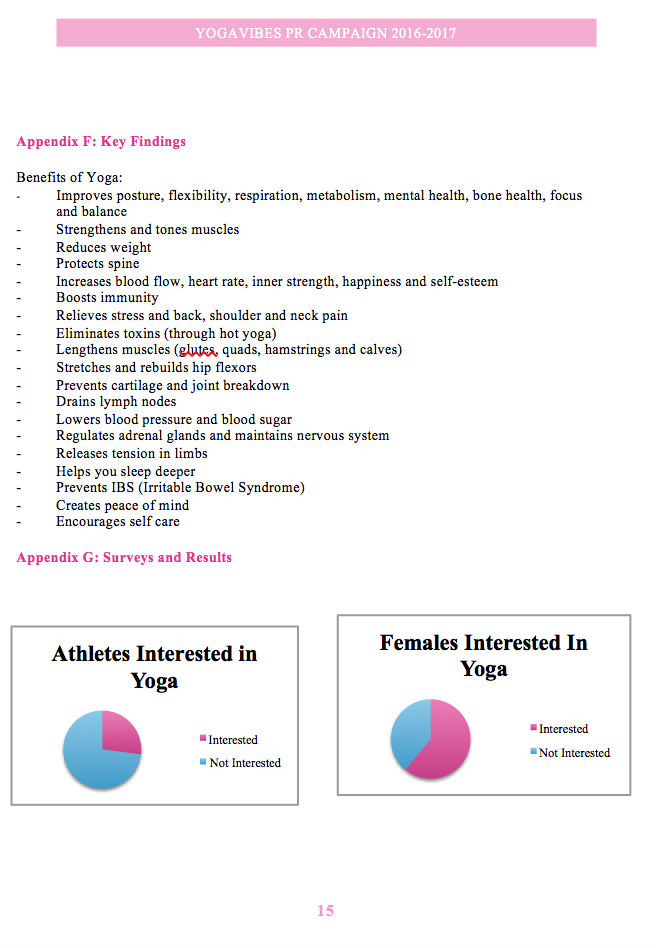 YOGAVIBES PR CAMPAIGN 2016-2017
Appendix F: Key Findings
Benefits of Yoga:
- Improves posture, flexibility, respiration, metabolism, mental health, bone health, focus
and balance
- Strengthens and tones muscles
- Reduces weight
- Protects spine
- Increases blood flow, heart rate, inner strength, happiness and self-esteem
- Boosts immunity
- Relieves stress and back, shoulder and neck pain
- Eliminates toxins (through hot yoga)
- Lengthens muscles (glutes, quads, hamstrings and calves)
- Stretches and rebuilds hip flexors
- Prevents cartilage and joint breakdown
- Drains lymph nodes
- Lowers blood pressure and blood sugar
- Regulates adrenal glands and maintains nervous system
- Releases tension in limbs
- Helps you sleep deeper
- Prevents IBS (Irritable Bowel Syndrome)
- Creates peace of mind
- Encourages self care
Appendix G: Surveys and Results
Athletes Interested in
Yoga
Interested
Not Interested
Females Interested In
Yoga
Interested
Not Interested
15